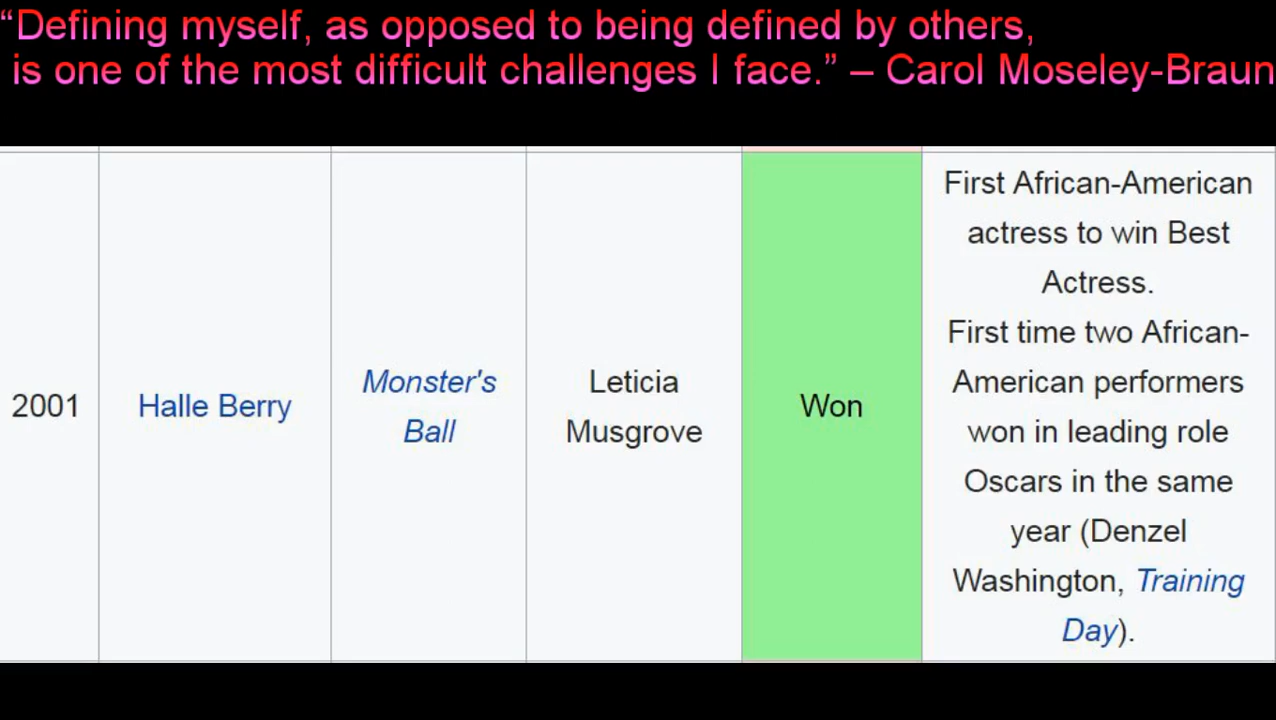 “Defining myself, as opposed to being defined by others,
is one of the most difficult challenges I face.” – Carol Moseley-Braun
2001
Halle Berry
Monster's
Ball
Leticia
Musgrove
Won
First African-American
actress to win Best
Actress.
First time two African-
American performers
won in leading role
Oscars in the same
year (Denzel
Washington, Training
Day).